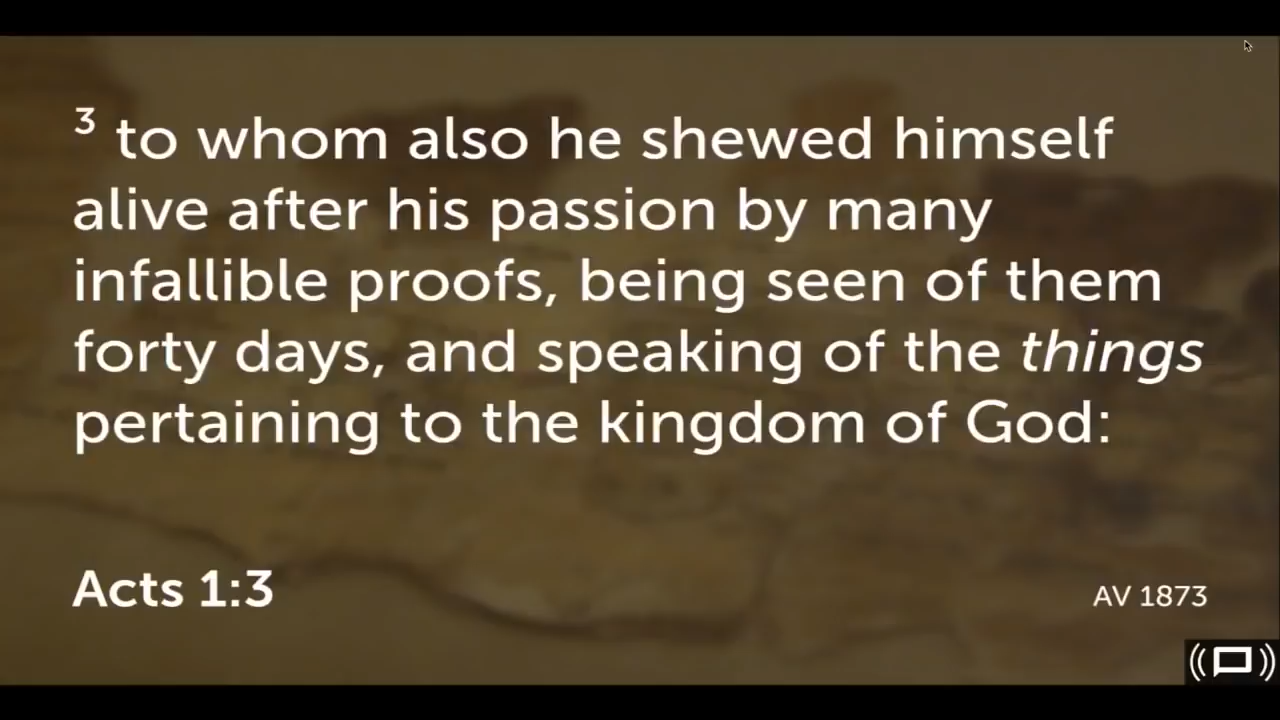 3 to whom also he shewed himself
alive after his passion by many
infallible proofs, being seen of them
forty days, and speaking of the things
pertaining to the kingdom of God:
Acts 1:3
AV 1873